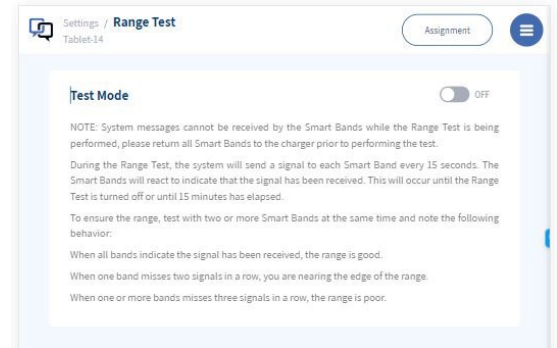 Settings / Range Test
Tablet-14
Assignment
Test Mode
OFF
NOTE: System messages cannot be received by the Smart Bands while the Range Test is being
performed, please return all Smart Bands to the charger prior to performing the test.
During the Range Test, the system will send a signal to each Smart Band every 15 seconds. The
Smart Bands will react to indicate that the signal has been received. This will occur until the Range
Test is turned off or until 15 minutes has elapsed.
To ensure the range, test with two or more Smart Bands at the same time and note the following
behavior:
When all bands indicate the signal has been received, the range is good.
When one band misses two signals in a row, you are nearing the edge of the range.
When one or more bands misses three signals in a row, the range is poor.